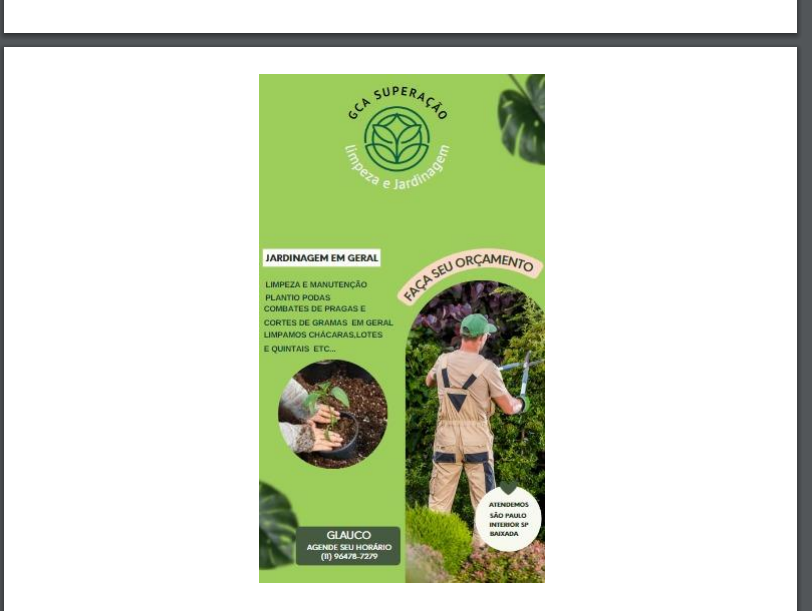 GCA SUPERAÇÃO
limpeza e Jardinagem
JARDINAGEM EM GERAL
LIMPEZA E MANUTENÇÃO
PLANTIO PODAS
COMBATES DE PRAGAS E
CORTES DE GRAMAS EM GERAL
LIMPAMOS CHÁCARAS,LOTES
E QUINTAIS ETC...
FAÇA SEU ORÇAMENTO
ATENDEMOS
SÃO PAULO
INTERIOR SP
BAIXADA
GLAUCO
AGENDE SEU HORÁRIO
(11) 96478-7279